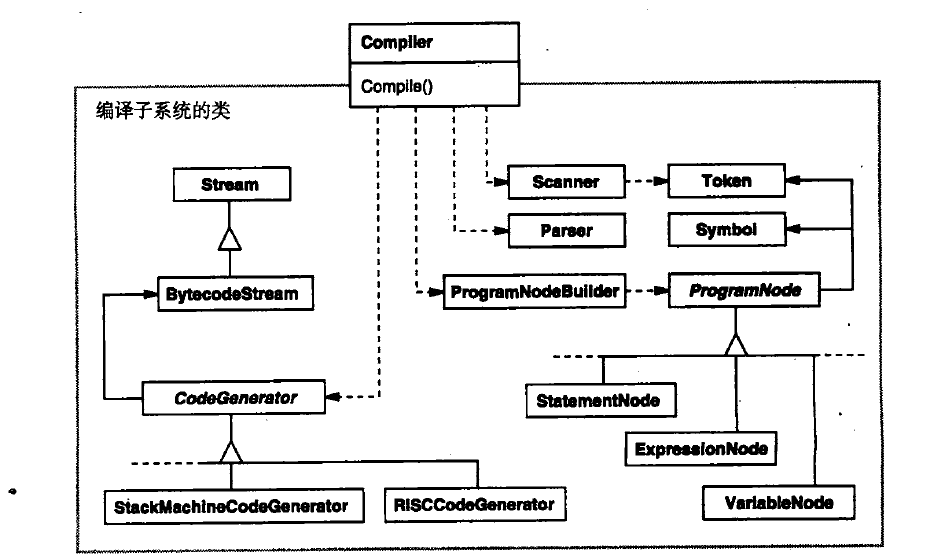 Compiler
Compile()
编译子系统的类
Stream
Scanner
Token
Parser
Symbol
BytecodeStream
ProgramNodeBuilder
ProgramNode
CodeGenerator
StatementNode
ExpressionNode
StackMachineCodeGenerator
RISCCodeGenerator
VariableNode